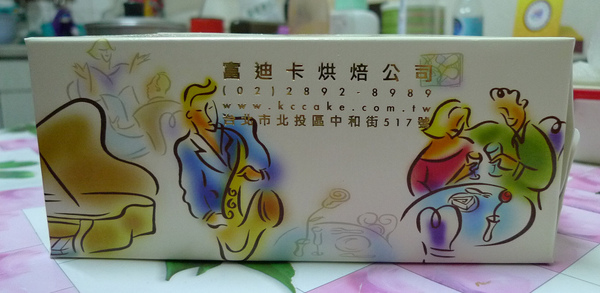 富迪卡烘焙公司
(02)2892-8989
www.kccake.com.tw
台北市北投區中和街517號